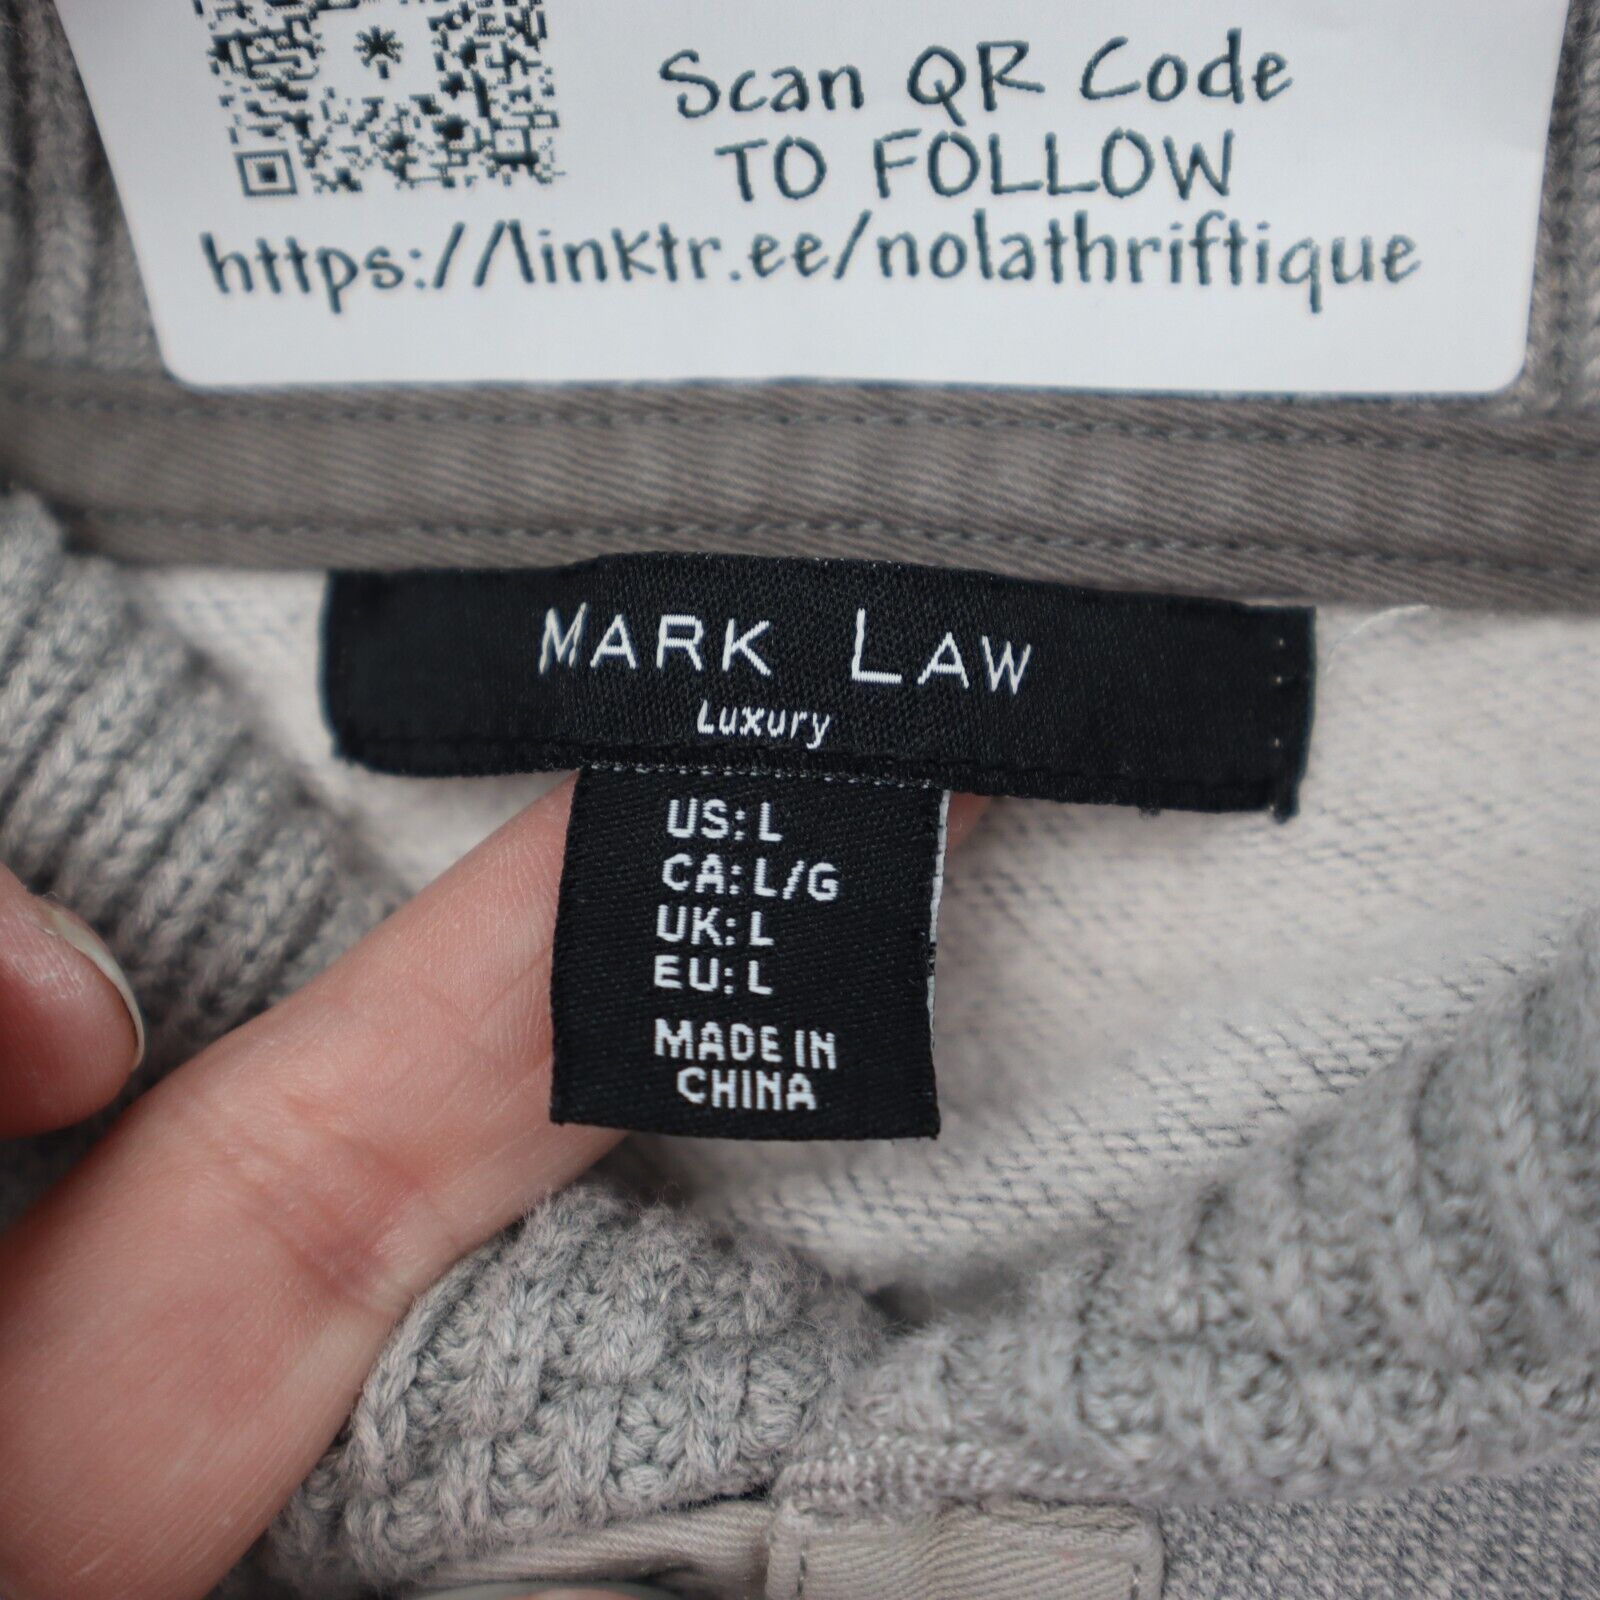 Scan QR Code
TO FOLLOW
https://linktr.ee/nolathriftique
MARK LAW
Luxury
US: L
CA: L/G
UK: L
EU: L
MADE IN
CHINA